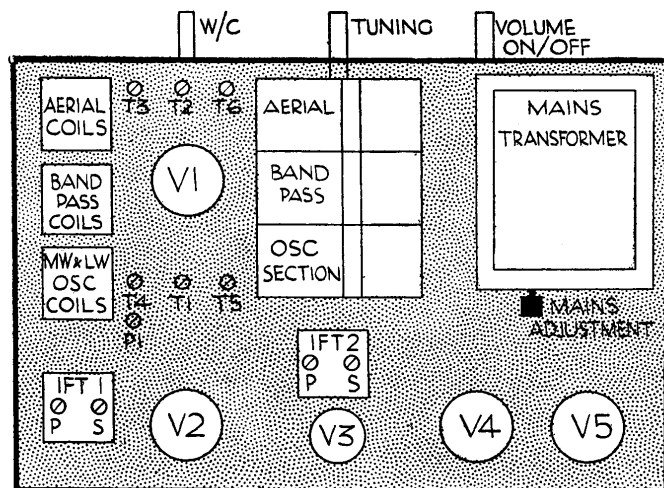 W/C
TUNING
VOLUME
ON/OFF
AERIAL
COILS
T3 T2 T6
AERIAL
MAINS
TRANSFORMER
V1
BAND
PASS
COILS
BAND
PASS
MW&LW
OSC
COILS
OSC
SECTION
T4 T1 T5
P1
MAINS
ADJUSTMENT
IFT 2
P S
IFT 1
P S
V2
V3
V4
V5